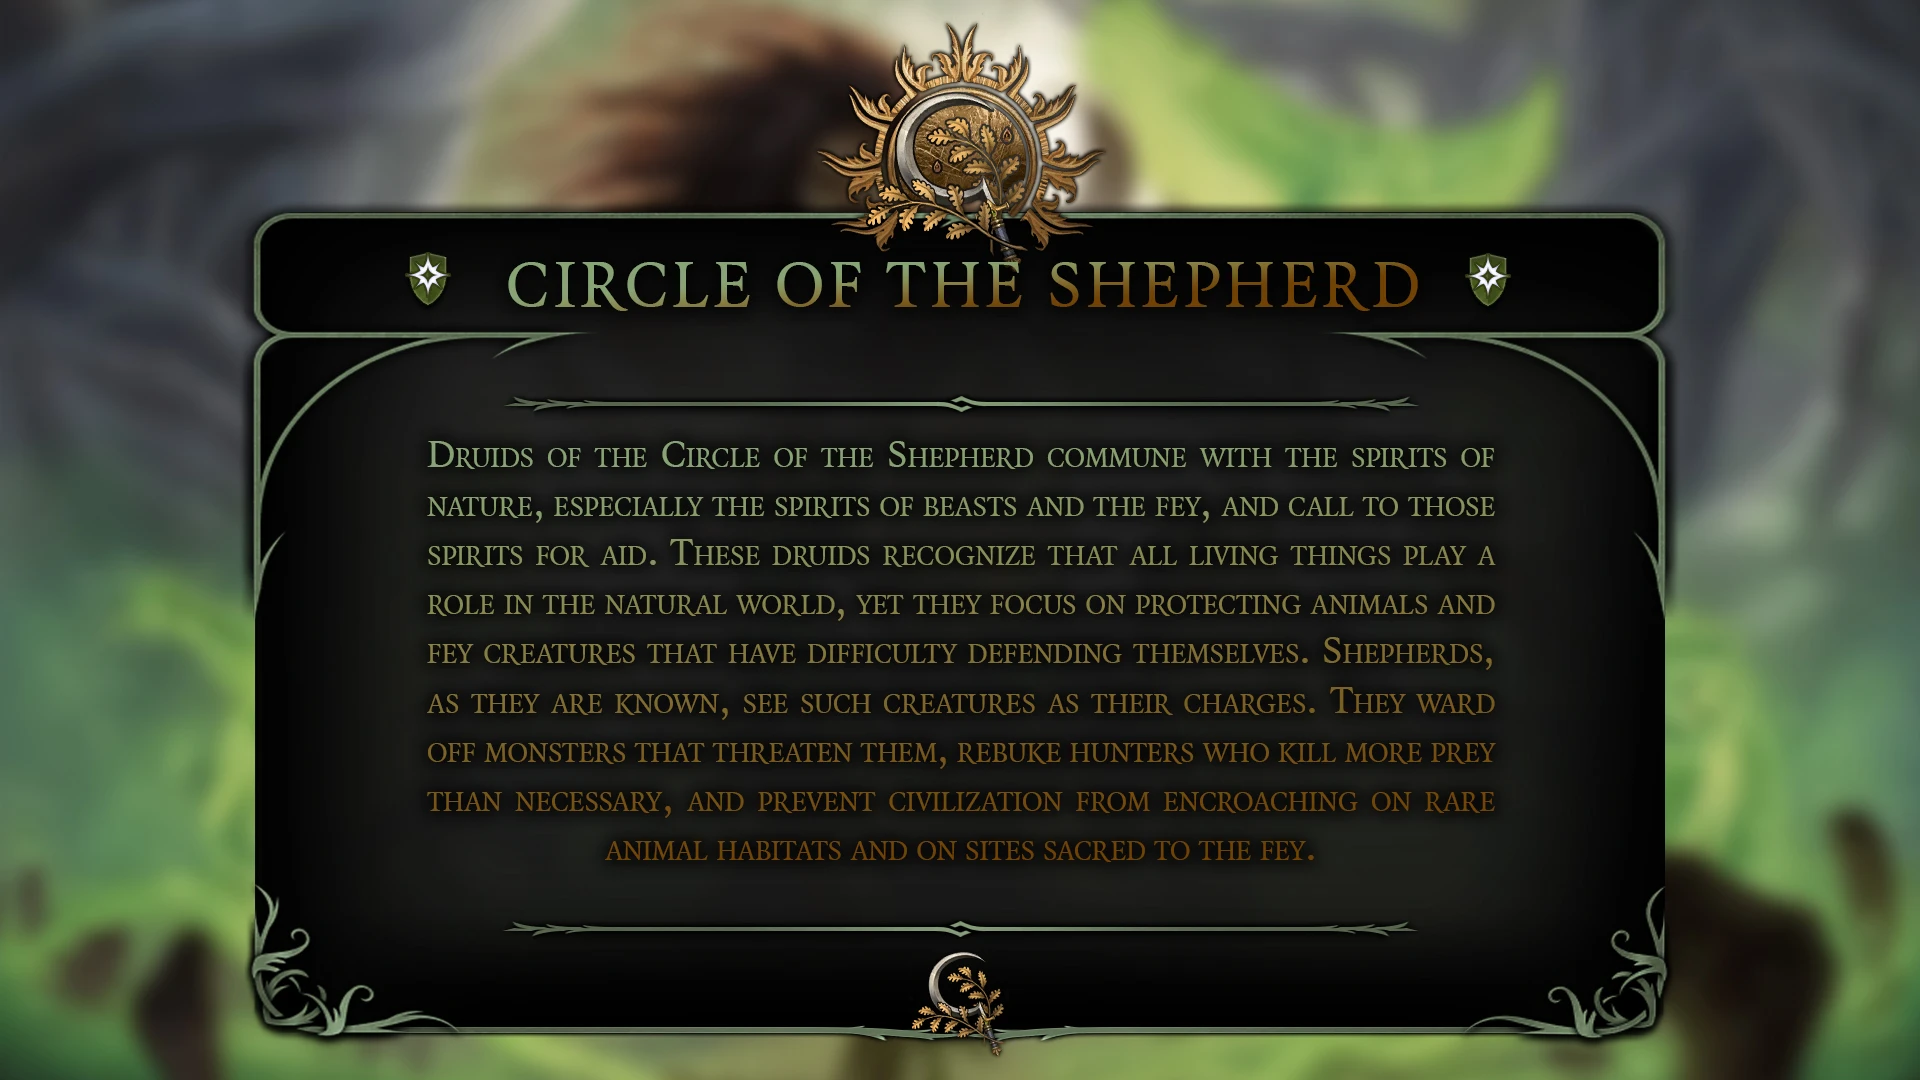 CIRCLE OF THE SHEPHERD
Druids of the Circle of the Shepherd commune with the spirits of
nature, especially the spirits of beasts and the fey, and call to those
spirits for aid. These druids recognize that all living things play a
role in the natural world, yet they focus on protecting animals and
fey creatures that have difficulty defending themselves. Shepherds,
as they are known, see such creatures as their charges. They ward
off monsters that threaten them, rebuke hunters who kill more prey
than necessary, and prevent civilization from encroaching on rare
animal habitats and on sites sacred to the fey.